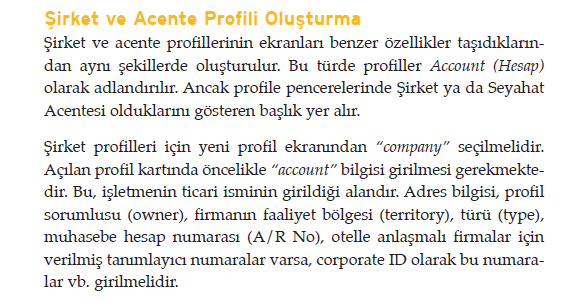 Şirket ve Acente Profili Oluşturma
Şirket ve acente profillerinin ekranları benzer özellikler taşıdıkların-
dan aynı şekillerde oluşturulur. Bu türde profiller Account (Hesap)
olarak adlandırılır. Ancak profile pencerelerinde Şirket ya da Seyahat
Acentesi olduklarını gösteren başlık yer alır.
Şirket profilleri için yeni profil ekranından “company” seçilmelidir.
Açılan profil kartında öncelikle “account” bilgisi girilmesi gerekmekte-
dir. Bu, işletmenin ticari isminin girildiği alandır. Adres bilgisi, profil
sorumlusu (owner), firmanın faaliyet bölgesi (territory), türü (type),
muhasebe hesap numarası (A/R No), otelle anlaşmalı firmalar için
verilmiş tanımlayıcı numaralar varsa, corporate ID olarak bu numara-
lar vb. girilmelidir.